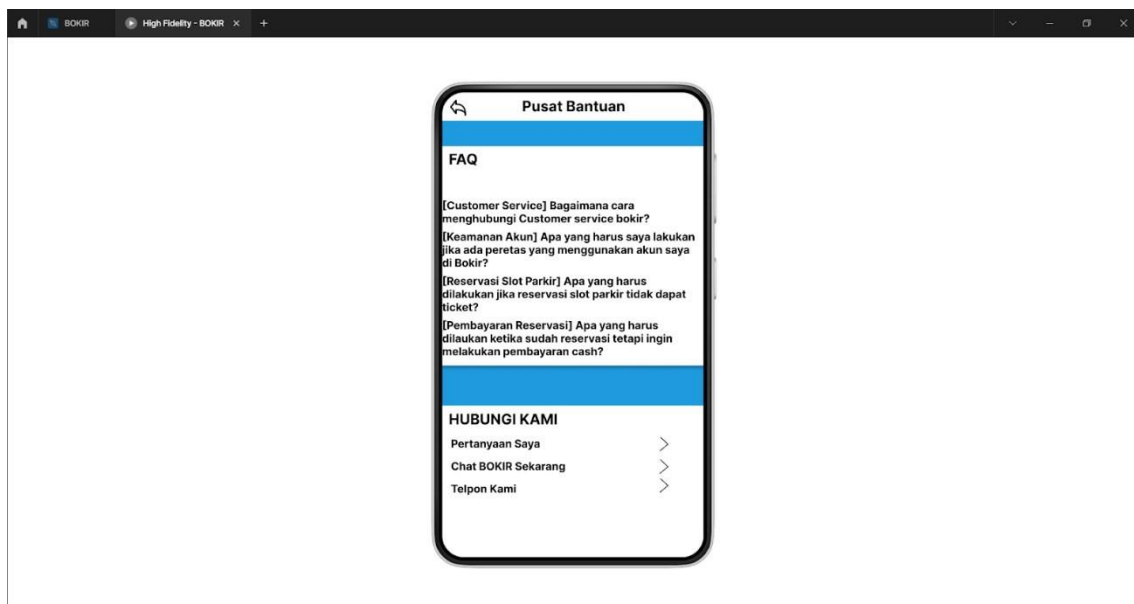 BOKIR
High Fidelity - BOKIR
Pusat Bantuan
FAQ
[Customer Service] Bagaimana cara
menghubungi Customer service bokir?
[Keamanan Akun] Apa yang harus saya lakukan
jika ada peretas yang menggunakan akun saya
di Bokir?
[Reservasi Slot Parkir] Apa yang harus
dilakukan jika reservasi slot parkir tidak dapat
ticket?
[Pembayaran Reservasi] Apa yang harus
dilaukan ketika sudah reservasi tetapi ingin
melakukan pembayaran cash?
HUBUNGI KAMI
Pertanyaan Saya
Chat BOKIR Sekarang
Telpon Kami